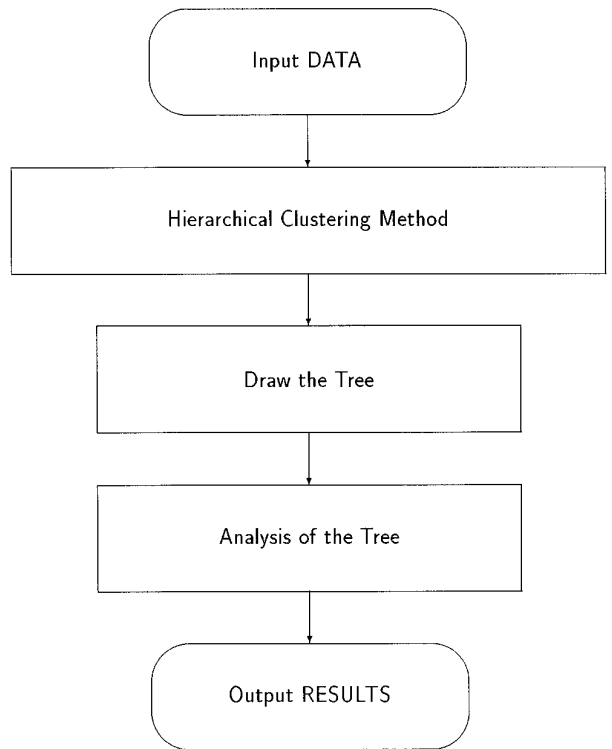 Input DATA
Hierarchical Clustering Method
Draw the Tree
Analysis of the Tree
Output RESULTS